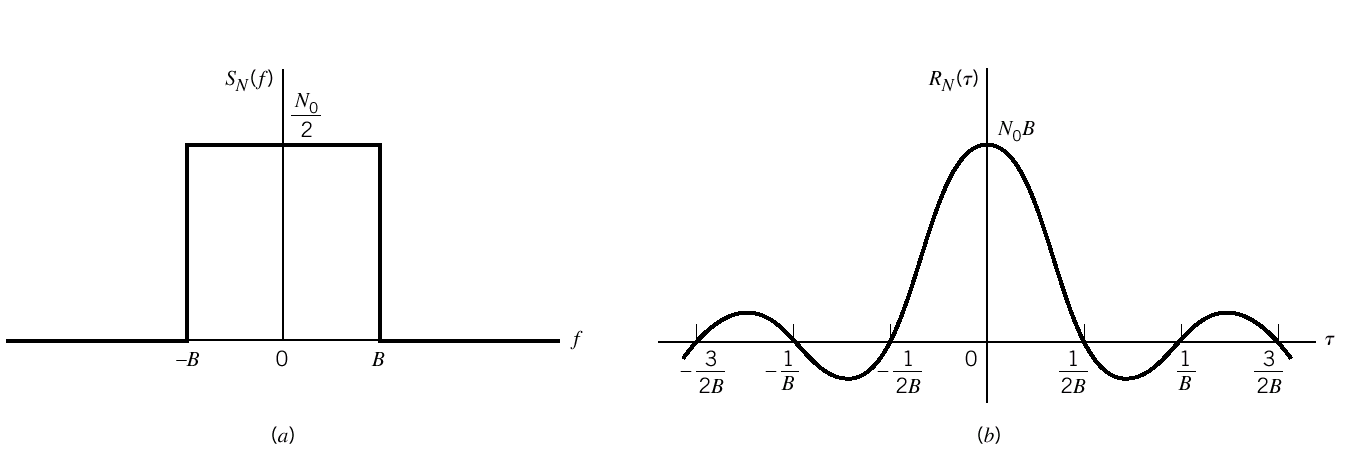 S_N(f)
N_0
2
−B
0
B
f
(a)
R_N(τ)
N_0B
−3/2B
−1/B
−1/2B
0
1/2B
1/B
3/2B
τ
(b)